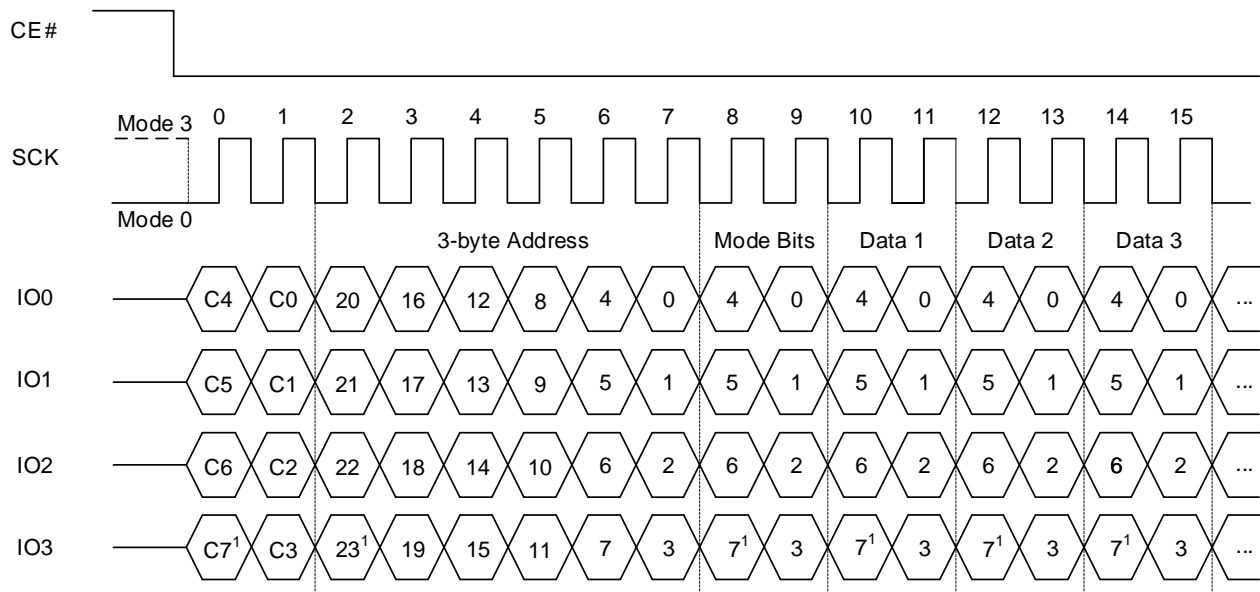 CE#
Mode 3 0 1 2 3 4 5 6 7 8 9 10 11 12 13 14 15
SCK
Mode 0
3-byte Address Mode Bits Data 1 Data 2 Data 3
IO0 C4 C0 20 16 12 8 4 0 4 0 4 0 4 0 4 0 ...
IO1 C5 C1 21 17 13 9 5 1 5 1 5 1 5 1 5 1 ...
IO2 C6 C2 22 18 14 10 6 2 6 2 6 2 6 2 6 2 ...
IO3 C7¹ C3 23¹ 19 15 11 7 3 7¹ 3 7¹ 3 7¹ 3 7¹ 3 ...